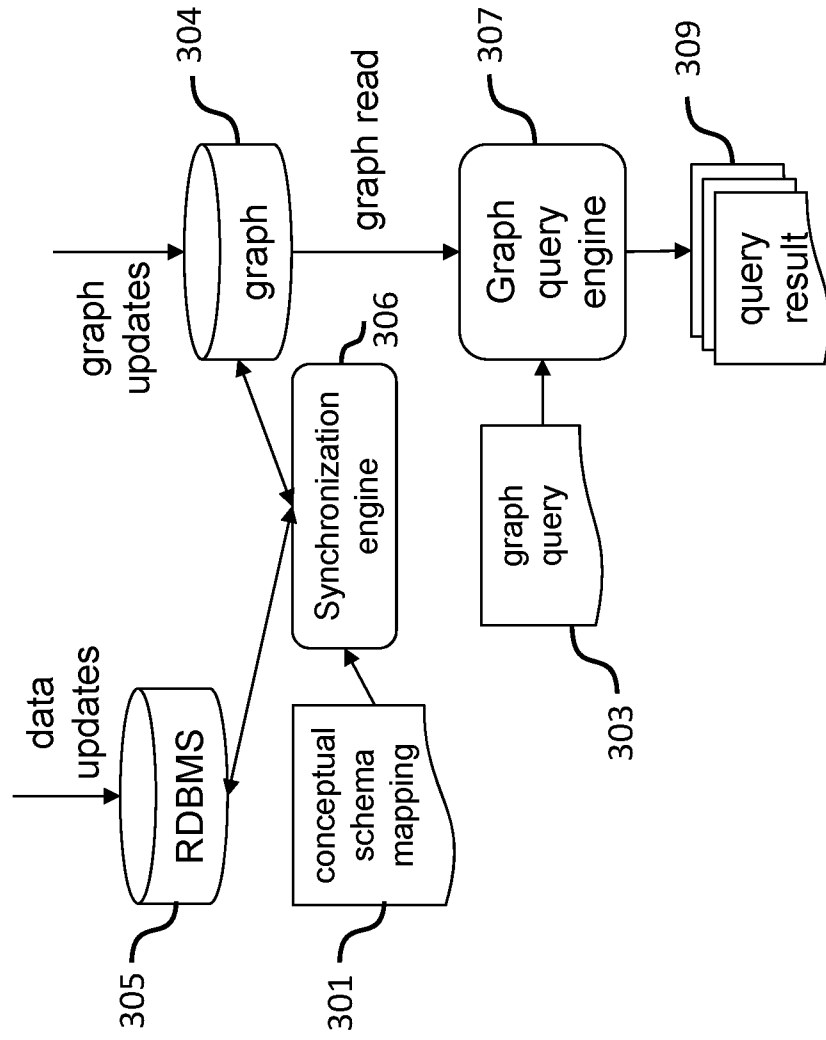 data
updates
graph
updates
305
RDBMS
graph
304
Synchronization
engine
306
graph read
301
conceptual
schema
mapping
303
graph
query
Graph
query
engine
307
query
result
309